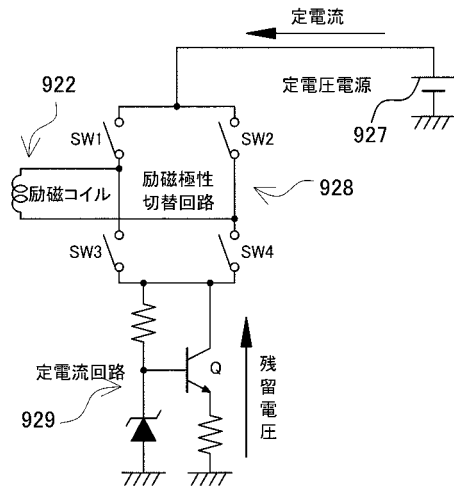 定電流
922
定電圧電源
927
SW1
SW2
励磁コイル
励磁極性
切替回路
928
SW3
SW4
定電流回路
929
Q
残留電圧